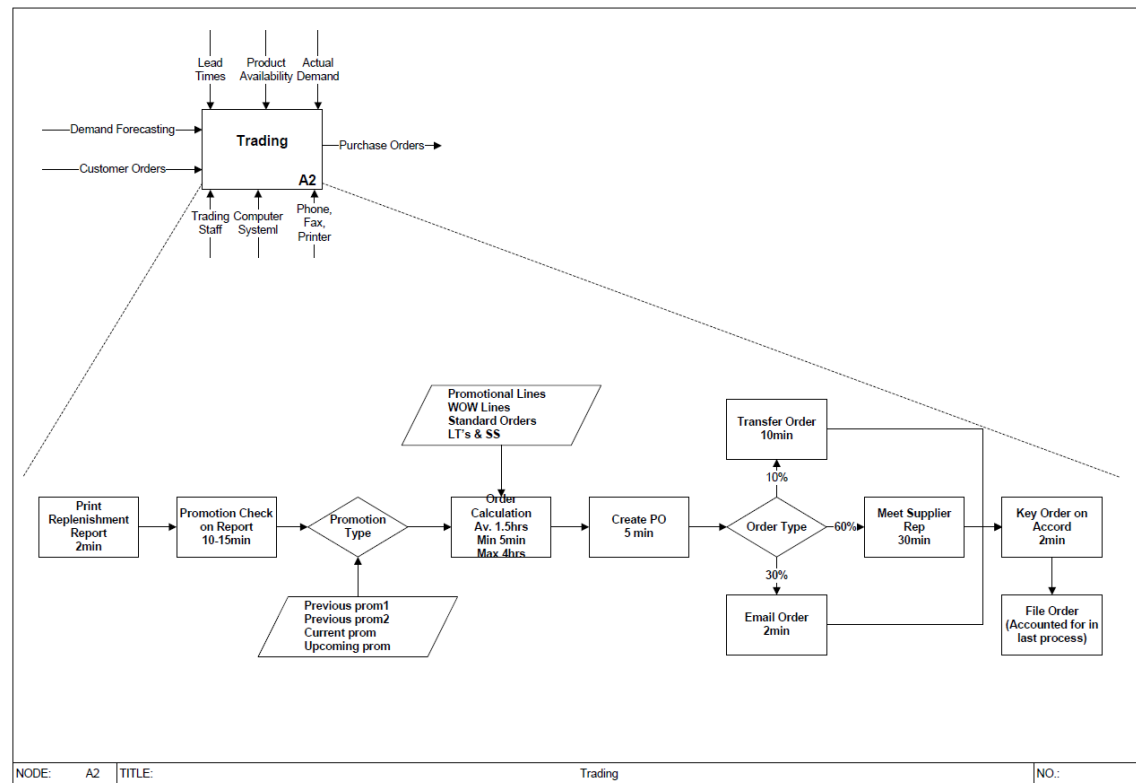 Lead
Times
Product
Availability
Actual
Demand
Demand Forecasting
Customer Orders
Trading
A2
Purchase Orders
Trading
Staff
Computer
Systeml
Phone,
Fax,
Printer
Promotional Lines
WOW Lines
Standard Orders
LT's & SS
Print
Replenishment
Report
2min
Promotion Check
on Report
10-15min
Promotion
Type
Previous prom1
Previous prom2
Current prom
Upcoming prom
Order
Calculation
Av. 1.5hrs
Min 5min
Max 4hrs
Create PO
5 min
Order Type
10%
60%
30%
Transfer Order
10min
Meet Supplier
Rep
30min
Email Order
2min
Key Order on
Accord
2min
File Order
(Accounted for in
last process)
NODE: A2 TITLE: Trading NO.: